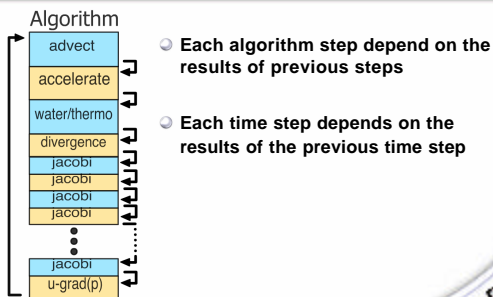 Algorithm
advect
accelerate
water/thermo
divergence
jacobi
jacobi
jacobi
jacobi
jacobi
u-grad(p)
Each algorithm step depend on the
results of previous steps
Each time step depends on the
results of the previous time step